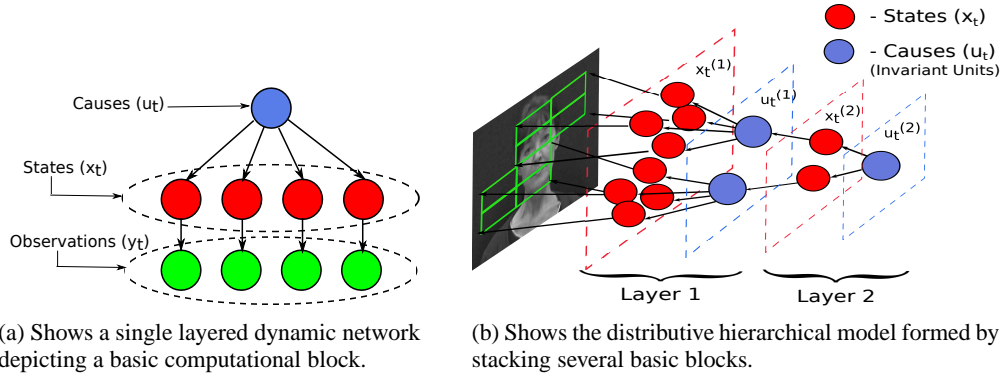 Causes (uₜ)
States (xₜ)
Observations (yₜ)
(a) Shows a single layered dynamic network
depicting a basic computational block.
- States (xₜ)
- Causes (uₜ)
(Invariant Units)
xₜ⁽¹⁾
uₜ⁽¹⁾
xₜ⁽²⁾
uₜ⁽²⁾
Layer 1
Layer 2
(b) Shows the distributive hierarchical model formed by
stacking several basic blocks.